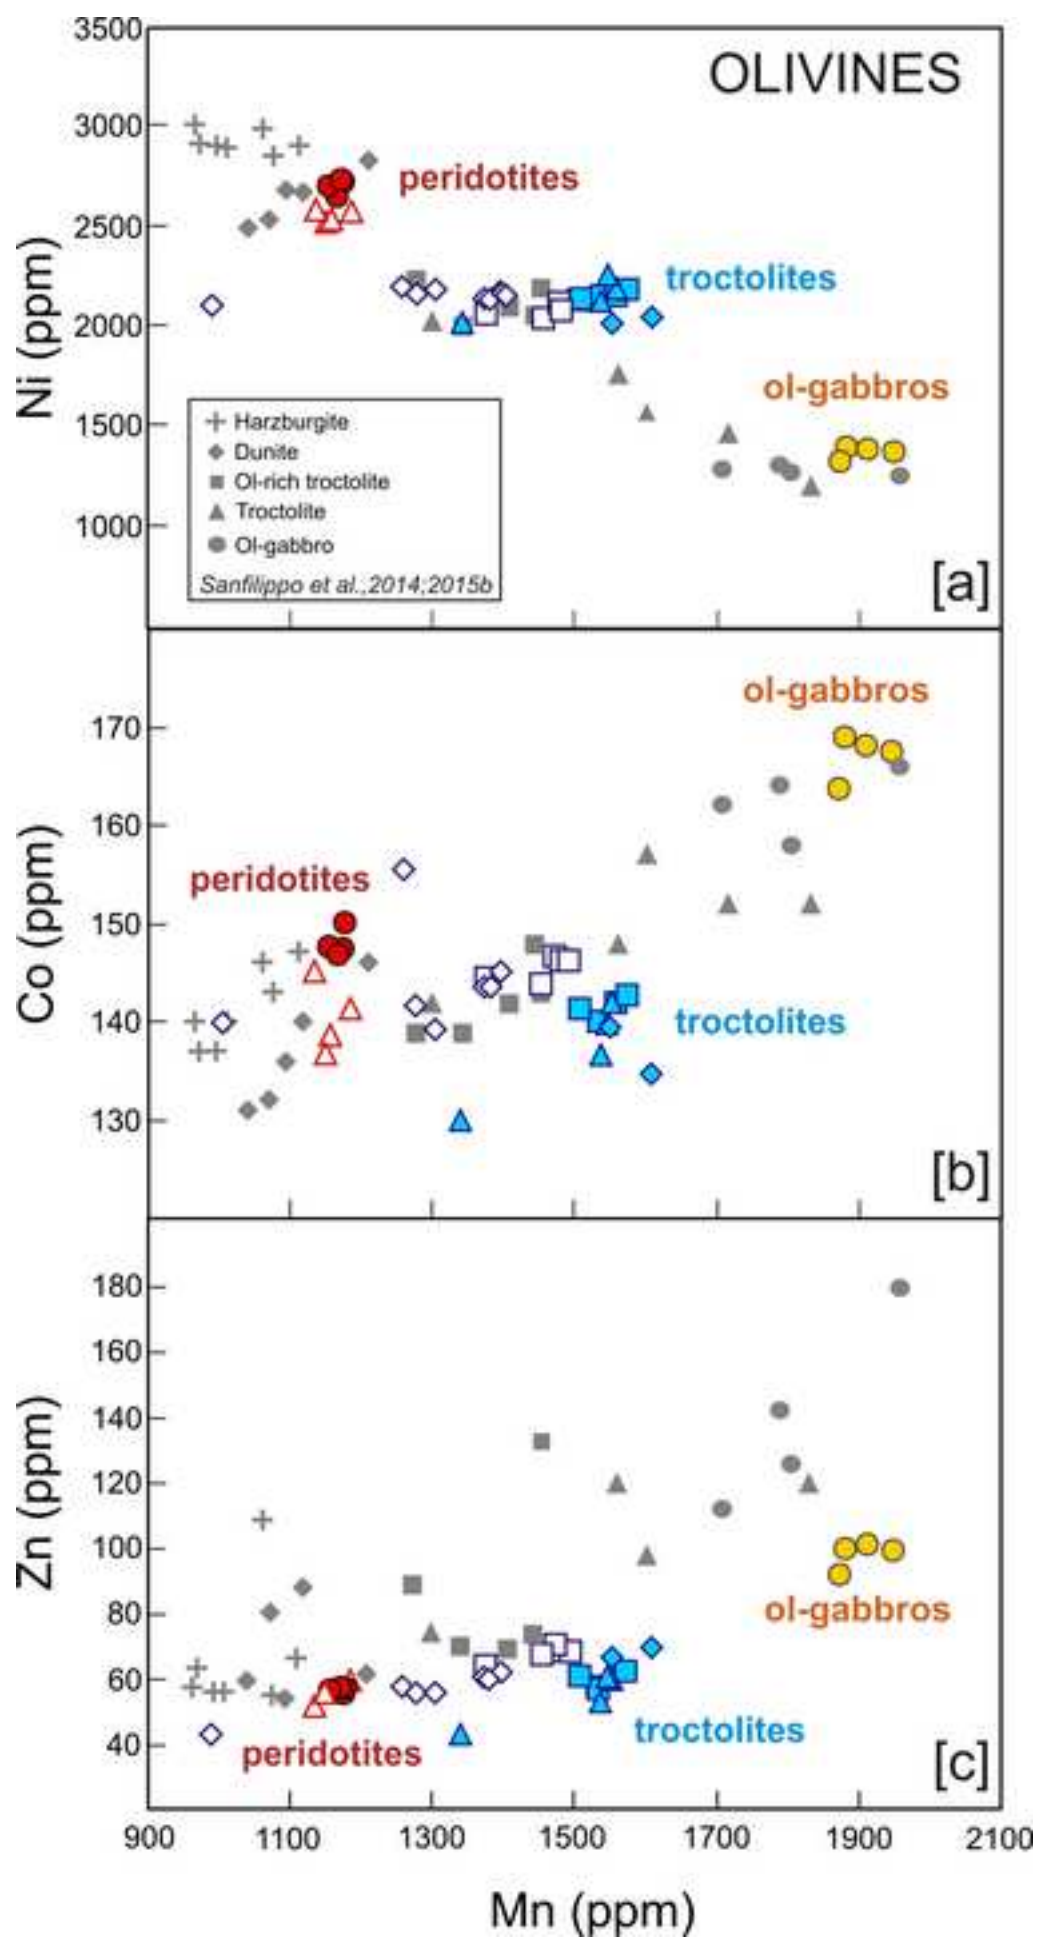 3500
OLIVINES
3000
peridotites
2500
troctolites
2000
Ni (ppm)
ol-gabbros
1500
Harzburgite
Dunite
Ol-rich troctolite
Troctolite
Ol-gabbro
Sanfilippo et al.,2014;2015b
1000
[a]
ol-gabbros
170
160
peridotites
150
Co (ppm)
140
troctolites
130
[b]
180
160
140
120
Zn (ppm)
100
ol-gabbros
80
60
troctolites
40
peridotites
[c]
900 1100 1300 1500 1700 1900 2100
Mn (ppm)